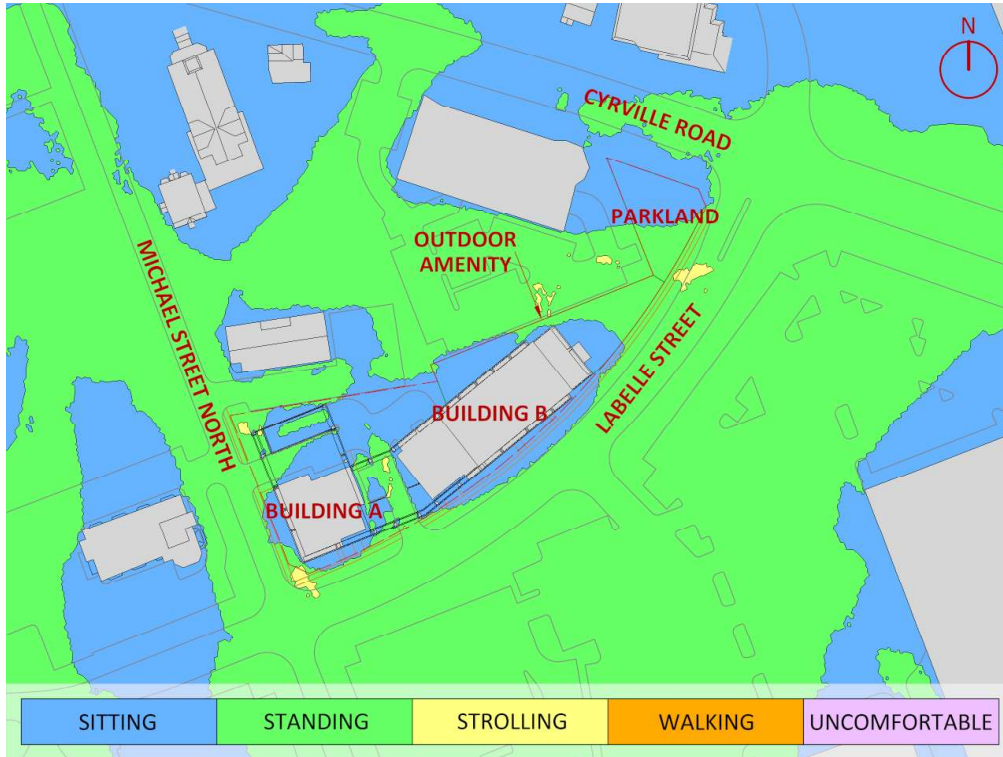 N
CYRVILLE ROAD
PARKLAND
OUTDOOR
AMENITY
MICHAEL STREET NORTH
LABELLE STREET
BUILDING B
BUILDING A
SITTING
STANDING
STROLLING
WALKING
UNCOMFORTABLE